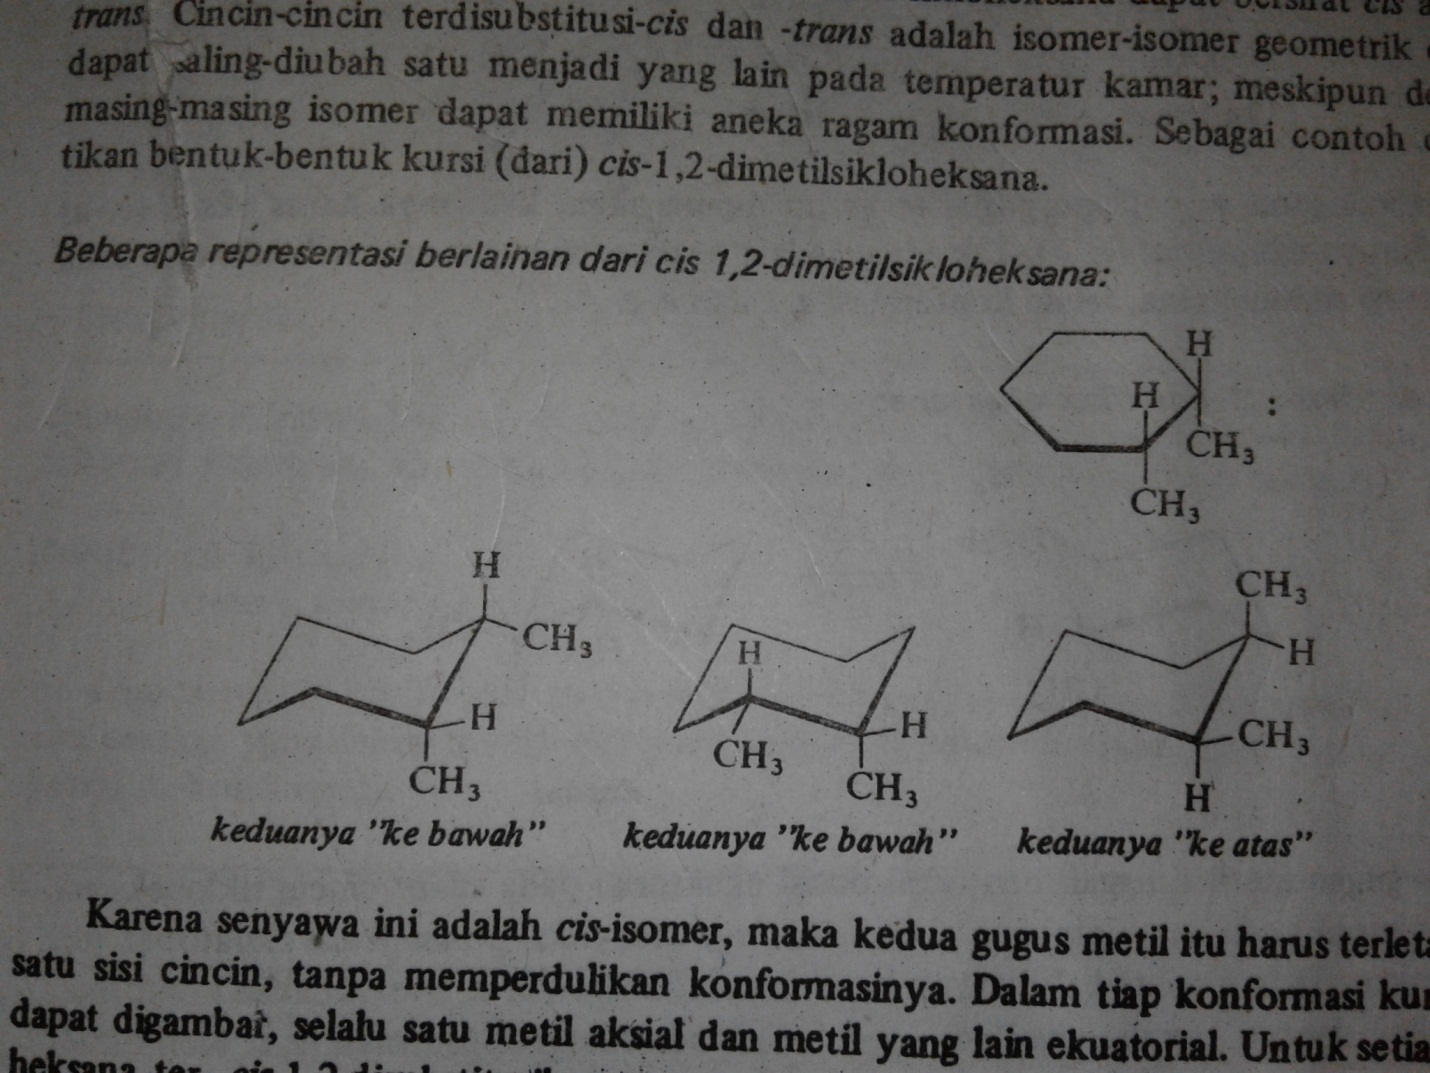 trans. Cincin-cincin terdisubstitusi-cis dan -trans adalah isomer-isomer geometrik
dapat saling-diubah satu menjadi yang lain pada temperatur kamar; meskipun
masing-masing isomer dapat memiliki aneka ragam konformasi. Sebagai contoh
tikan bentuk-bentuk kursi (dari) cis-1,2-dimetilsikloheksana.
Beberapa representasi berlainan dari cis 1,2-dimetilsikloheksana:
H
H
:
CH3
CH3
H
CH3
H
CH3
keduanya "ke bawah"
H
H
CH3
CH3
keduanya "ke bawah"
CH3
H
CH3
H
keduanya "ke atas"
Karena senyawa ini adalah cis-isomer, maka kedua gugus metil itu harus
satu sisi cincin, tanpa memperdulikan konformasinya. Dalam tiap konformasi
dapat digambar, selalu satu metil aksial dan metil yang lain ekuatorial. Untuk